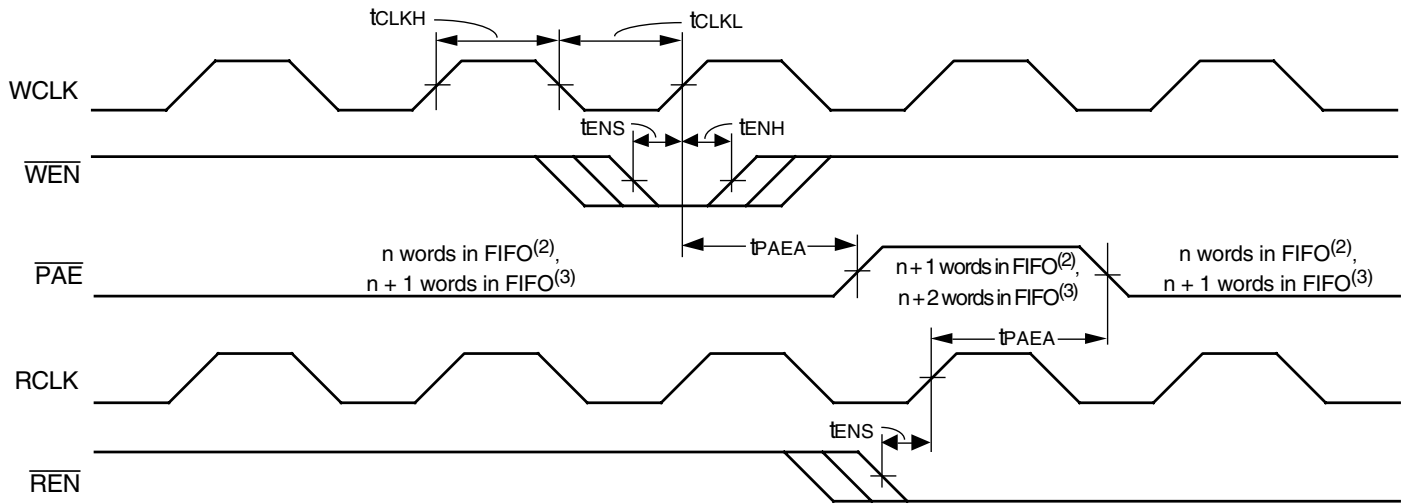 tCLKH
tCLKL
WCLK
tENS
tENH
WEN
tPAEA
PAE
n words in FIFO(2),
n + 1 words in FIFO(3)
n + 1 words in FIFO(2),
n + 2 words in FIFO(3)
n words in FIFO(2),
n + 1 words in FIFO(3)
tPAEA
RCLK
tENS
REN